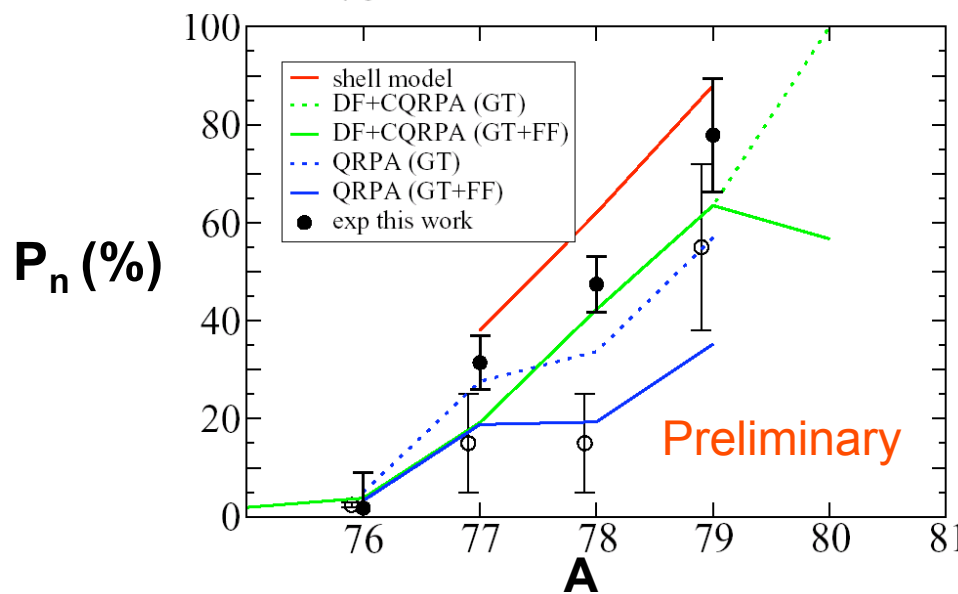 100
80
60
40
20
0
Pn (%)
shell model
DF+CQRPA (GT)
DF+CQRPA (GT+FF)
QRPA (GT)
QRPA (GT+FF)
exp this work
Preliminary
76 77 78 79 80 81
A